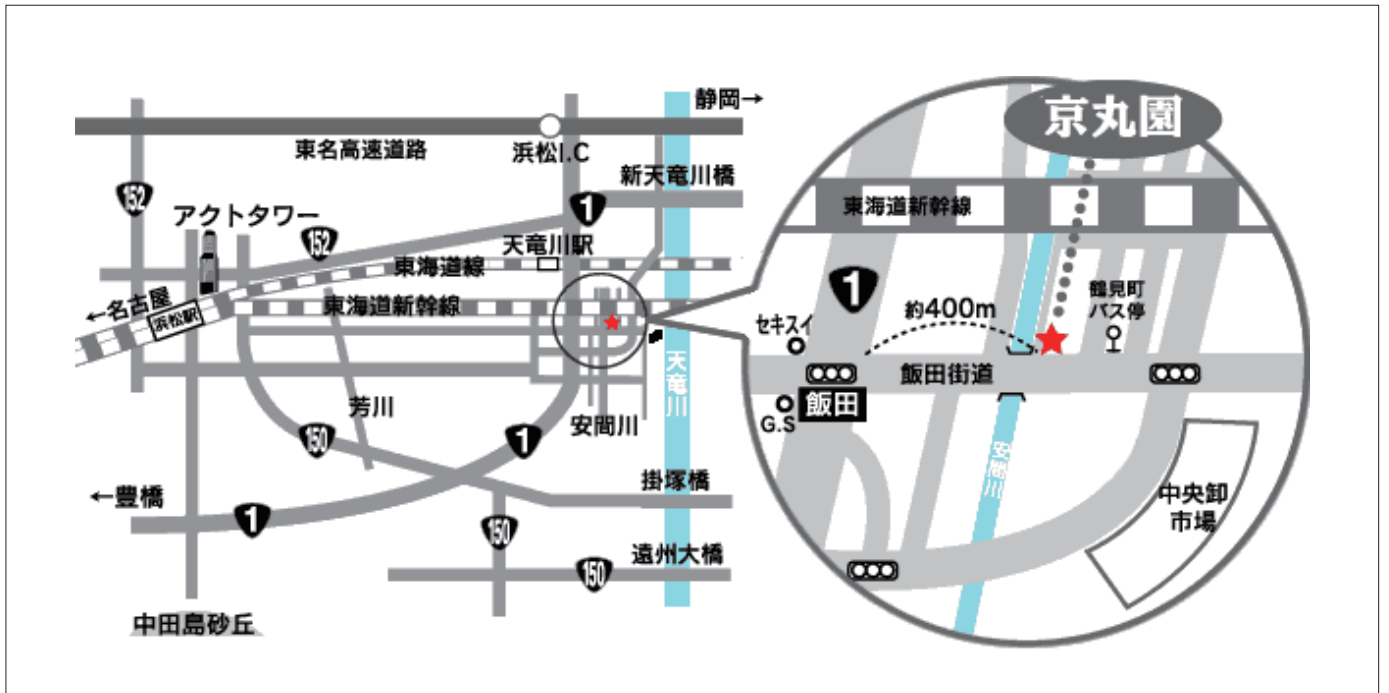 静岡→
東名高速道路
浜松I.C
新天竜川橋
152
アクトタワー
1
152
天竜川駅
東海道線
←名古屋
浜松駅
東海道新幹線
天竜川
芳川
安間川
150
1
←豊橋
1
掛塚橋
150
遠州大橋
150
中田島砂丘
京丸園
東海道新幹線
1
約400m
鶴見町
バス停
セキスイ
飯田街道
飯田
G.S
安間川
中央卸
市場